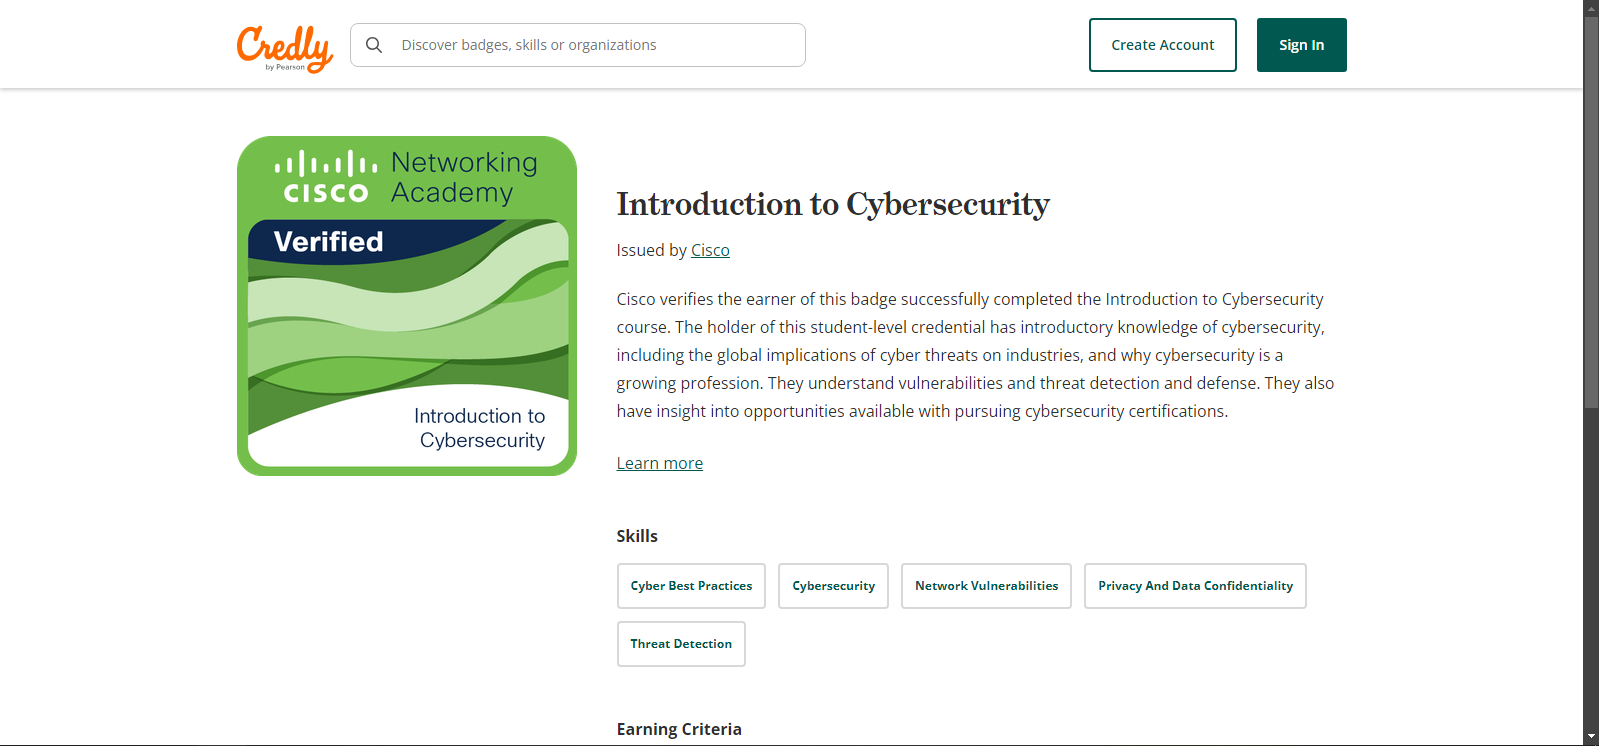 Credly
by Pearson
Discover badges, skills or organizations
Create Account
Sign In
CISCO
Networking
Academy
Verified
Introduction to
Cybersecurity
Introduction to Cybersecurity
Issued by Cisco
Cisco verifies the earner of this badge successfully completed the Introduction to Cybersecurity
course. The holder of this student-level credential has introductory knowledge of cybersecurity,
including the global implications of cyber threats on industries, and why cybersecurity is a
growing profession. They understand vulnerabilities and threat detection and defense. They also
have insight into opportunities available with pursuing cybersecurity certifications.
Learn more
Skills
Cyber Best Practices
Cybersecurity
Network Vulnerabilities
Privacy And Data Confidentiality
Threat Detection
Earning Criteria